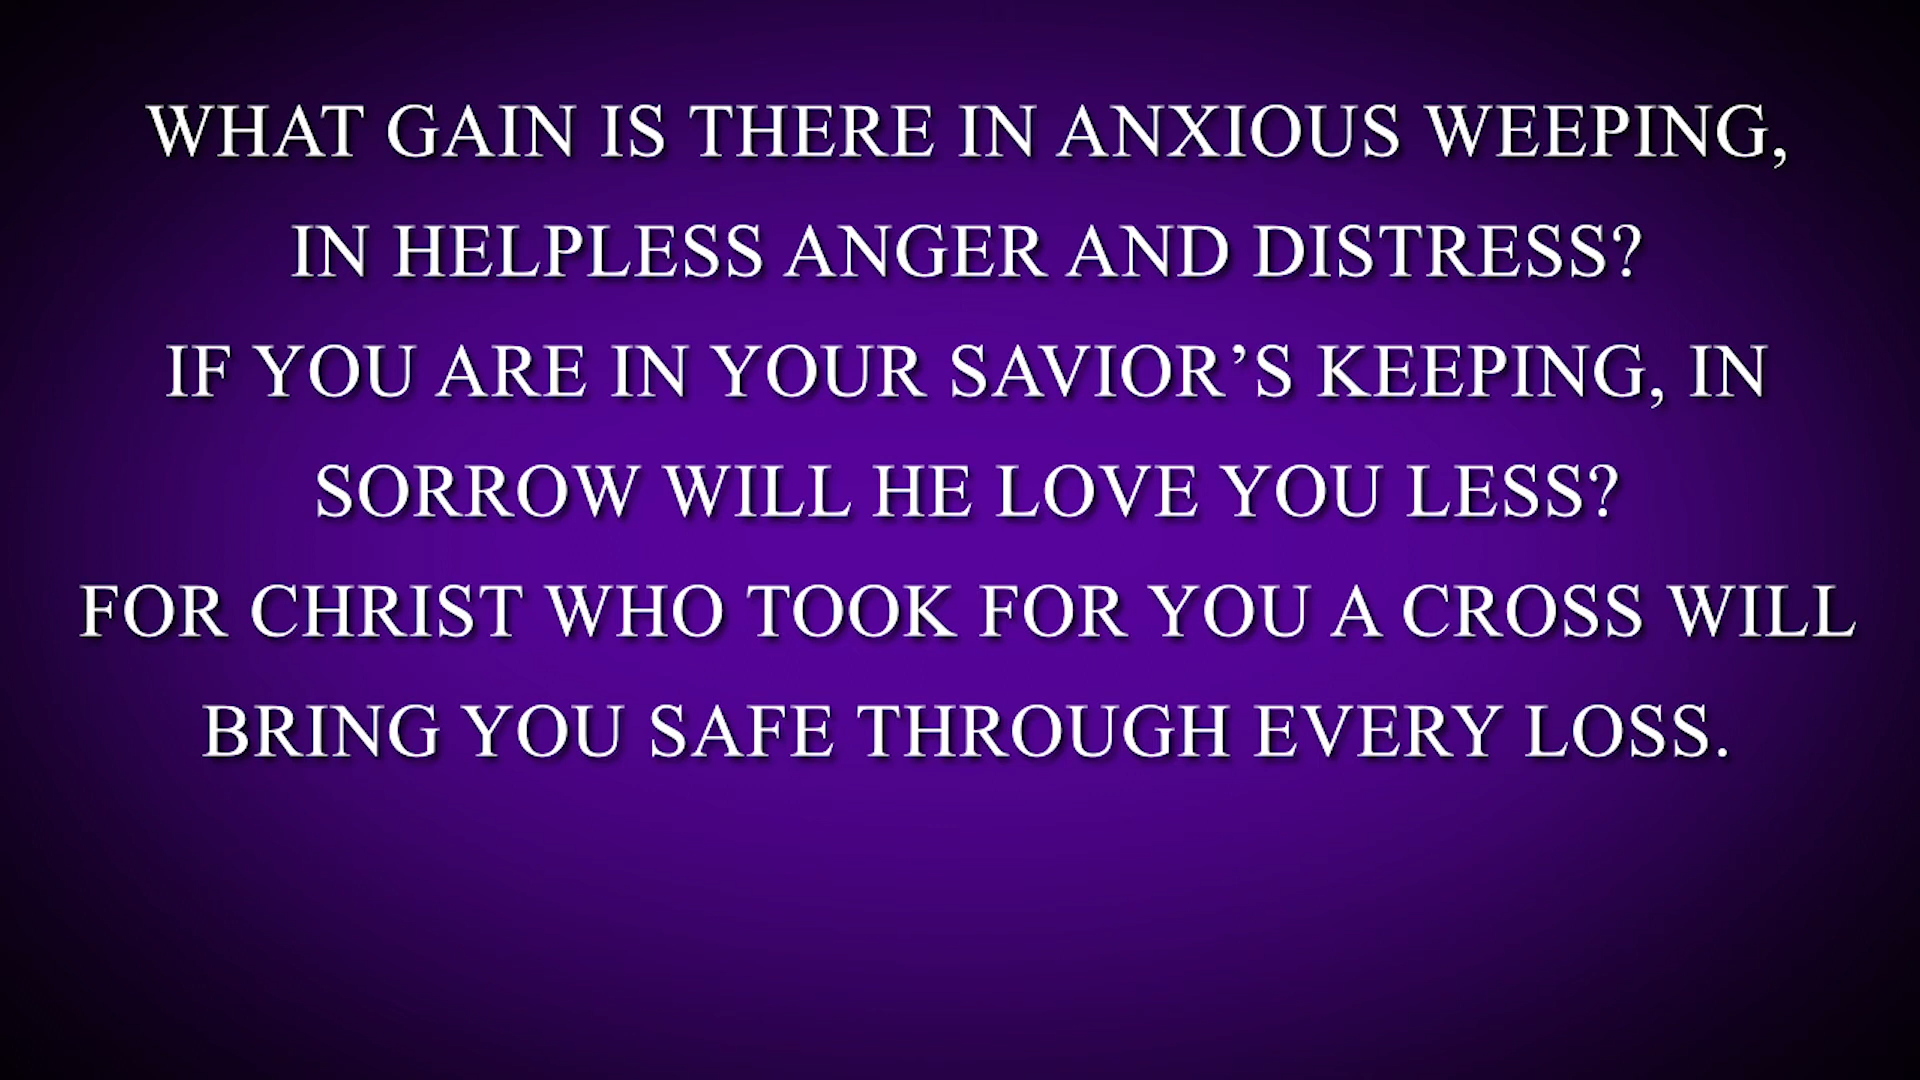 WHAT GAIN IS THERE IN ANXIOUS WEEPING,
IN HELPLESS ANGER AND DISTRESS?
IF YOU ARE IN YOUR SAVIOR’S KEEPING, IN
SORROW WILL HE LOVE YOU LESS?
FOR CHRIST WHO TOOK FOR YOU A CROSS WILL
BRING YOU SAFE THROUGH EVERY LOSS.